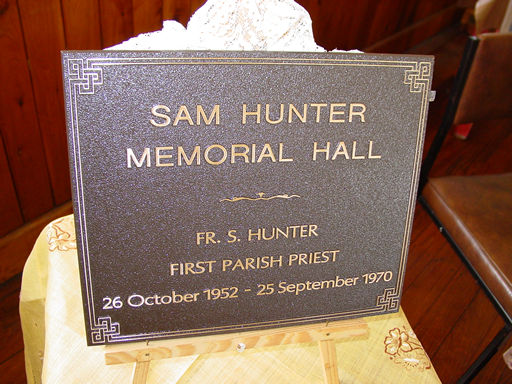 SAM HUNTER
MEMORIAL HALL
FR. S. HUNTER
FIRST PARISH PRIEST
26 October 1952 - 25 September 1970